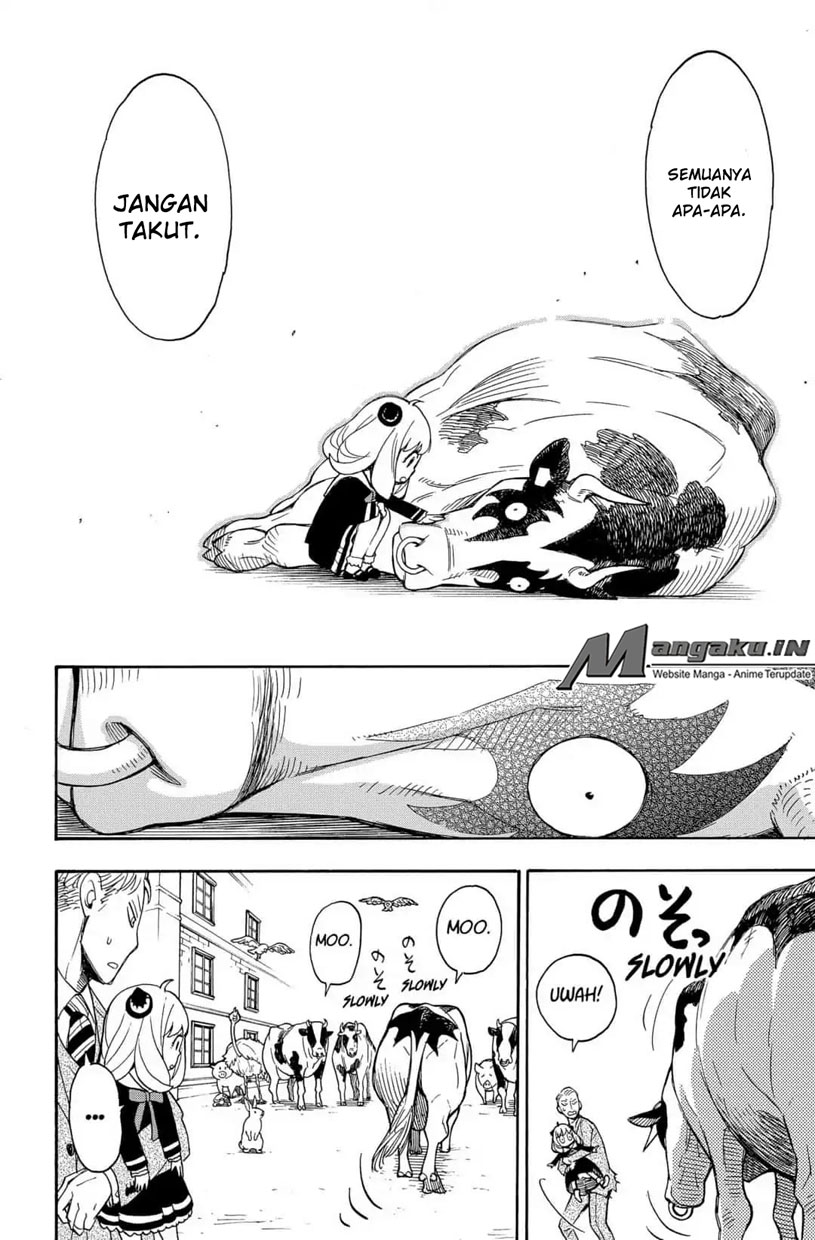 SEMUANYA
TIDAK
APA-APA.
JANGAN
TAKUT.
Mangaku.IN
Website Manga - Anime Terupdate
のそっ
SLOWLY
UWAH!
MOO.
MOO.
のそ
SLOWLY
のそ
SLOWLY
...